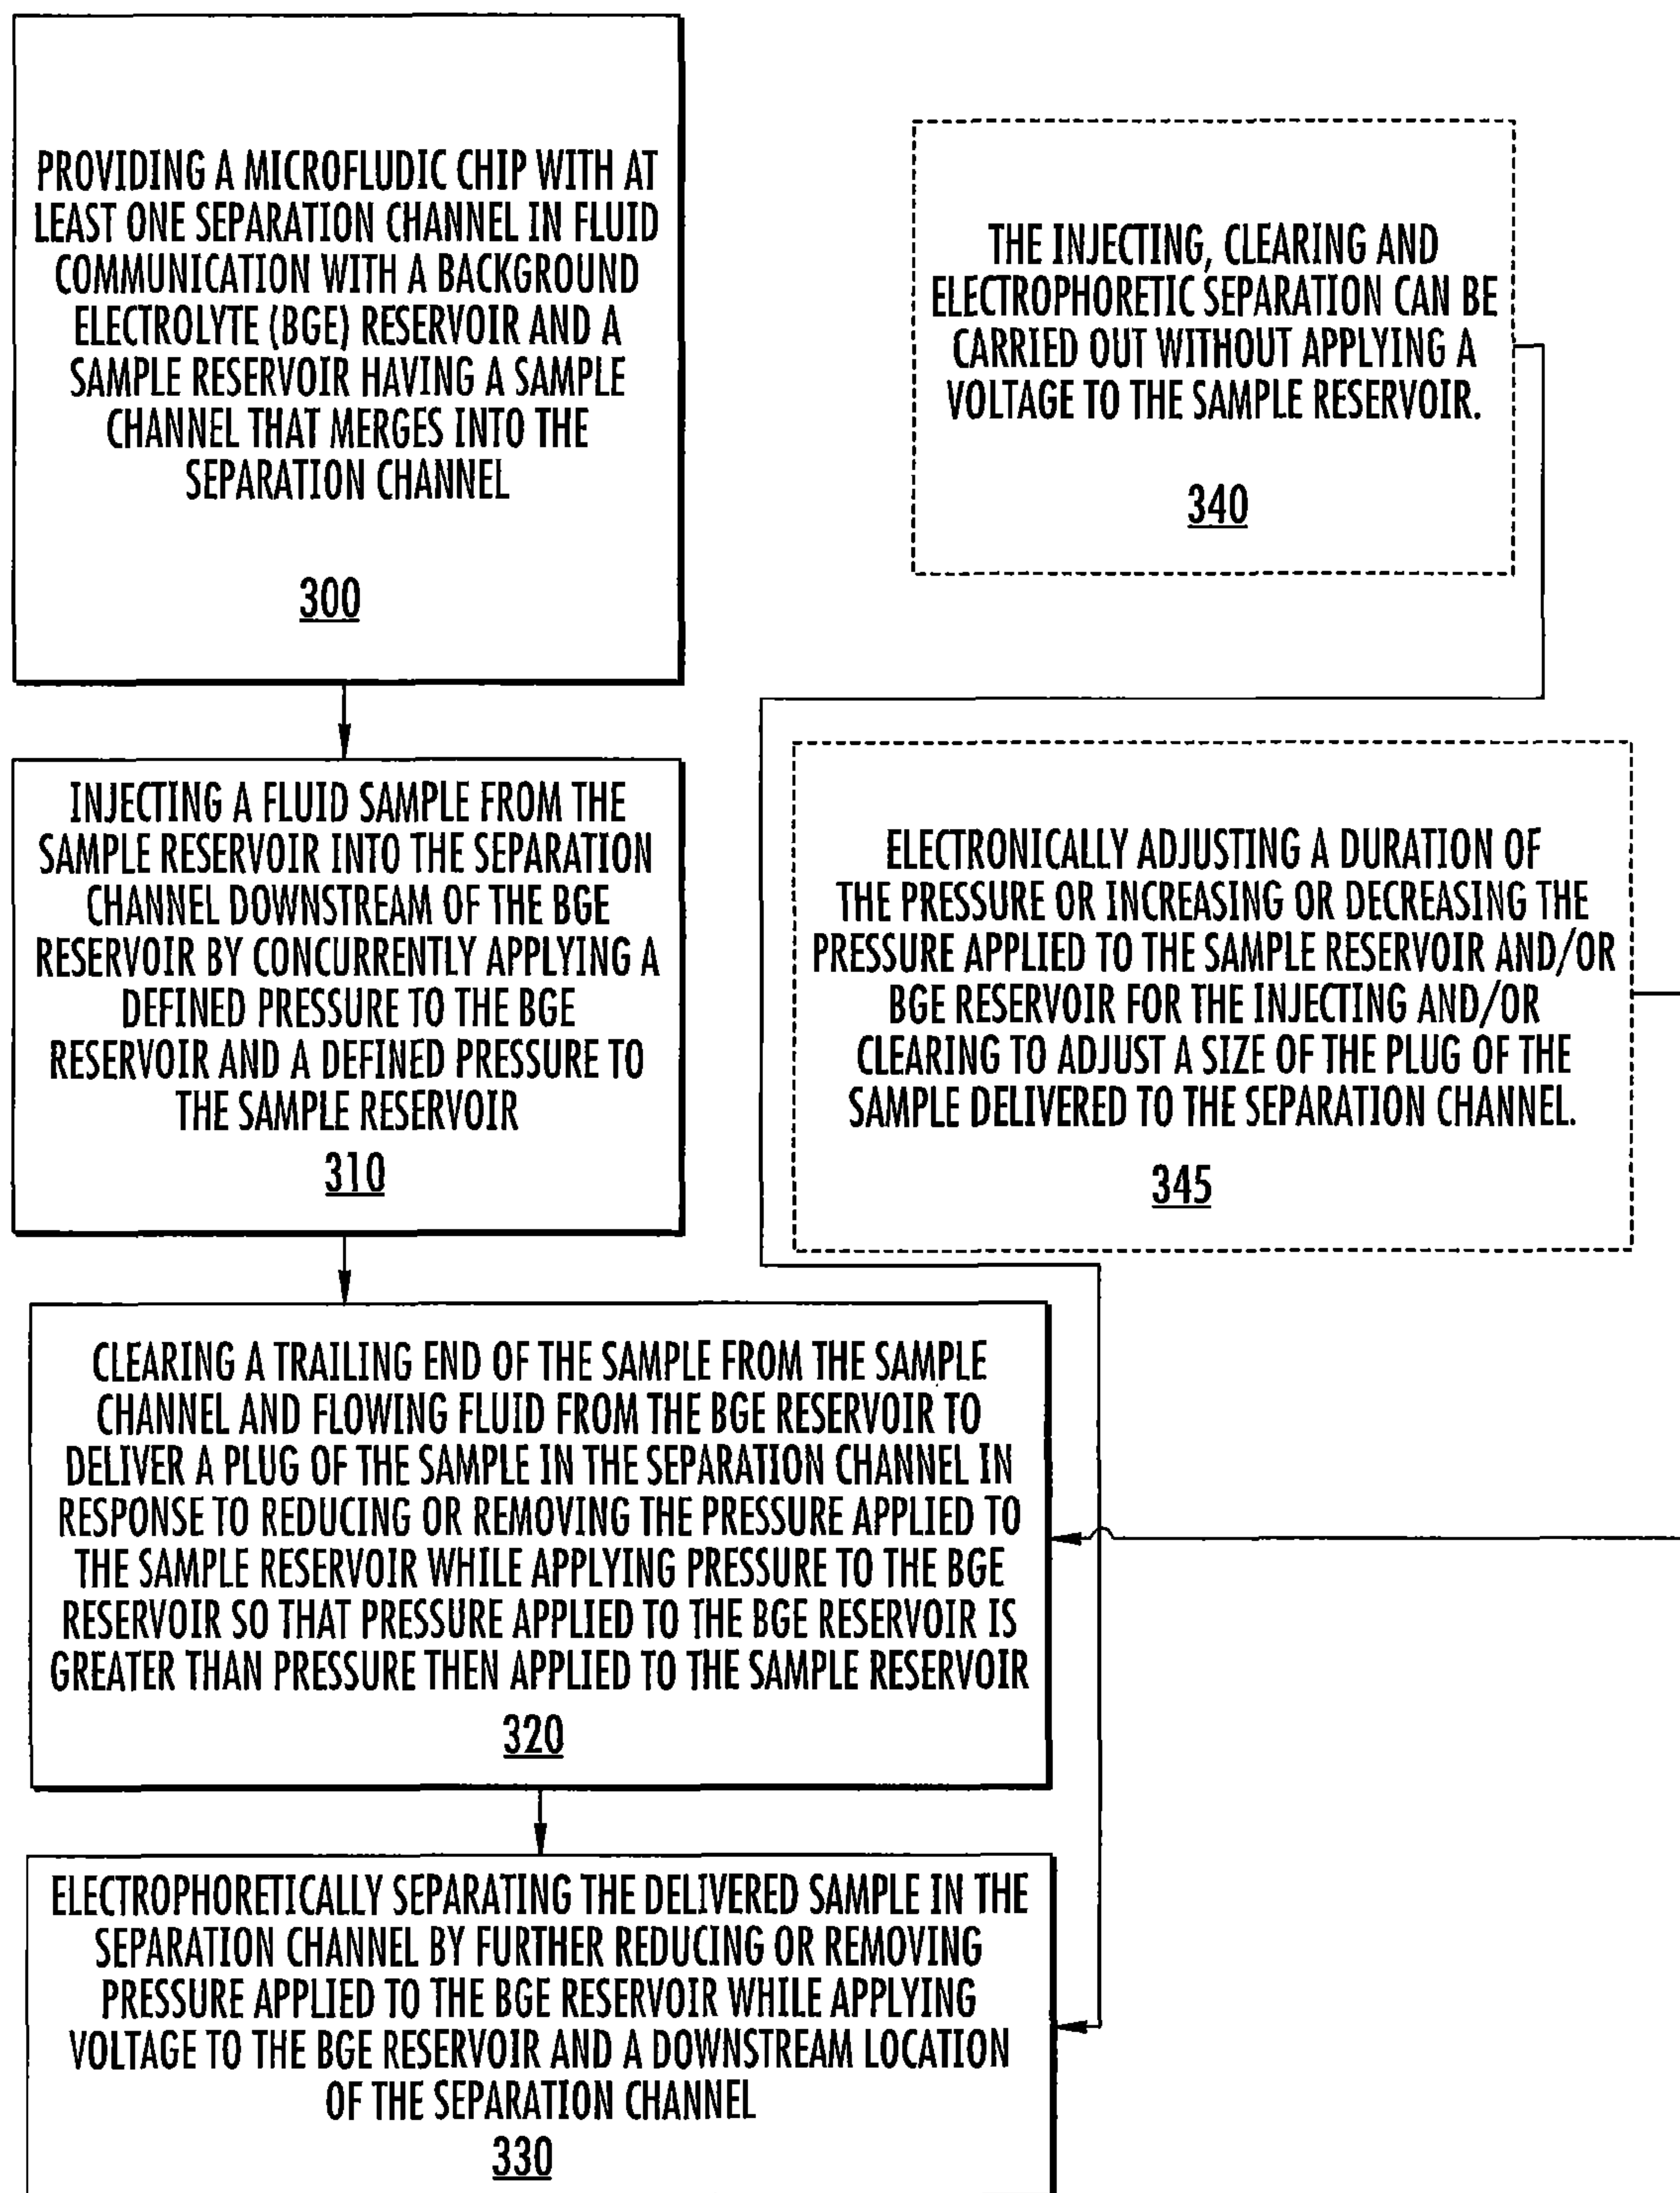 PROVIDING A MICROFLUDIC CHIP WITH AT
LEAST ONE SEPARATION CHANNEL IN FLUID
COMMUNICATION WITH A BACKGROUND
ELECTROLYTE (BGE) RESERVOIR AND A
SAMPLE RESERVOIR HAVING A SAMPLE
CHANNEL THAT MERGES INTO THE
SEPARATION CHANNEL
300
INJECTING A FLUID SAMPLE FROM THE
SAMPLE RESERVOIR INTO THE SEPARATION
CHANNEL DOWNSTREAM OF THE BGE
RESERVOIR BY CONCURRENTLY APPLYING A
DEFINED PRESSURE TO THE BGE
RESERVOIR AND A DEFINED PRESSURE TO
THE SAMPLE RESERVOIR
310
CLEARING A TRAILING END OF THE SAMPLE FROM THE SAMPLE
CHANNEL AND FLOWING FLUID FROM THE BGE RESERVOIR TO
DELIVER A PLUG OF THE SAMPLE IN THE SEPARATION CHANNEL IN
RESPONSE TO REDUCING OR REMOVING THE PRESSURE APPLIED TO
THE SAMPLE RESERVOIR WHILE APPLYING PRESSURE TO THE BGE
RESERVOIR SO THAT PRESSURE APPLIED TO THE BGE RESERVOIR IS
GREATER THAN PRESSURE THEN APPLIED TO THE SAMPLE RESERVOIR
320
ELECTROPHORETICALLY SEPARATING THE DELIVERED SAMPLE IN THE
SEPARATION CHANNEL BY FURTHER REDUCING OR REMOVING
PRESSURE APPLIED TO THE BGE RESERVOIR WHILE APPLYING
VOLTAGE TO THE BGE RESERVOIR AND A DOWNSTREAM LOCATION
OF THE SEPARATION CHANNEL
330
THE INJECTING, CLEARING AND
ELECTROPHORETIC SEPARATION CAN BE
CARRIED OUT WITHOUT APPLYING A
VOLTAGE TO THE SAMPLE RESERVOIR.
340
ELECTRONICALLY ADJUSTING A DURATION OF
THE PRESSURE OR INCREASING OR DECREASING THE
PRESSURE APPLIED TO THE SAMPLE RESERVOIR AND/OR
BGE RESERVOIR FOR THE INJECTING AND/OR
CLEARING TO ADJUST A SIZE OF THE PLUG OF THE
SAMPLE DELIVERED TO THE SEPARATION CHANNEL.
345